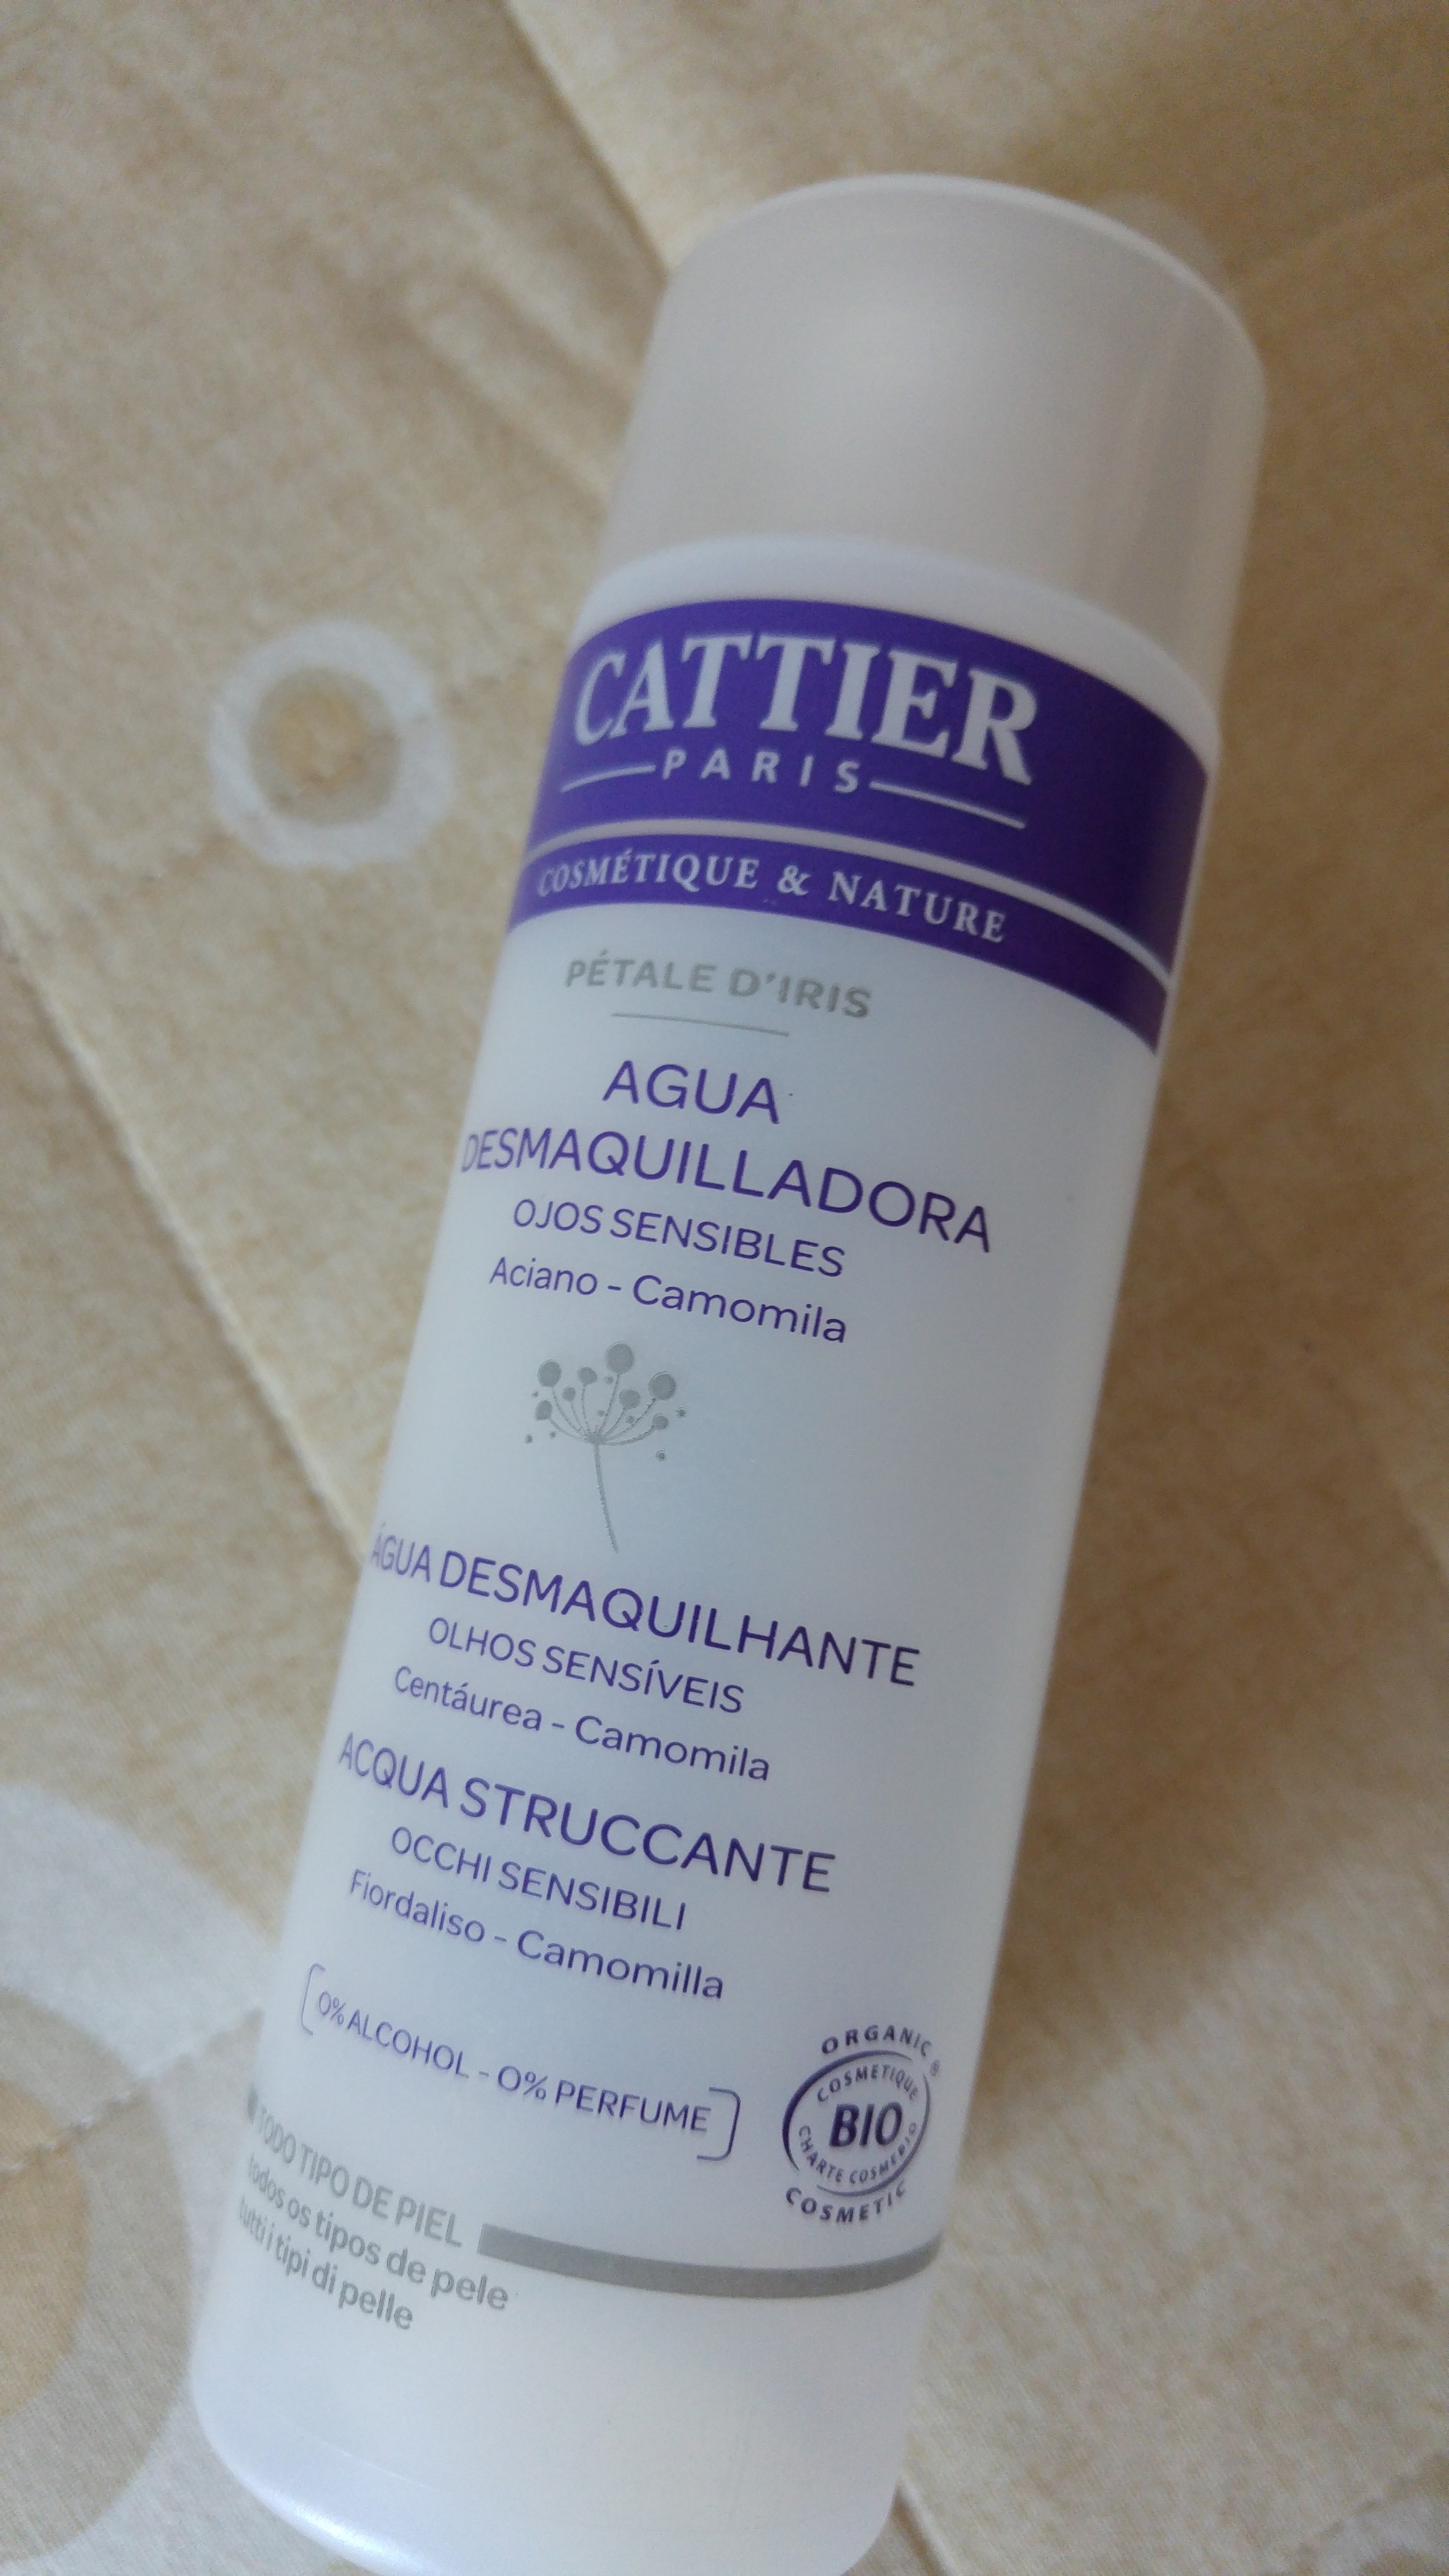 CATTIER
PARIS
COSMÉTIQUE & NATURE
PÉTALE D'IRIS
AGUA
DESMAQUILLADORA
OJOS SENSIBLES
Aciano - Camomila
ÁGUA DESMAQUILHANTE
OLHOS SENSÍVEIS
Centáurea - Camomila
ACQUA STRUCCANTE
OCCHI SENSIBILI
Fiordaliso - Camomilla
[0% ALCOHOL - 0% PERFUME]
ORGANIC ®
COSMETIQUE
BIO
CHARTE COSMEBIO
COSMETIC
TODO TIPO DE PIEL
todos os tipos de pele
tutti i tipi di pelle